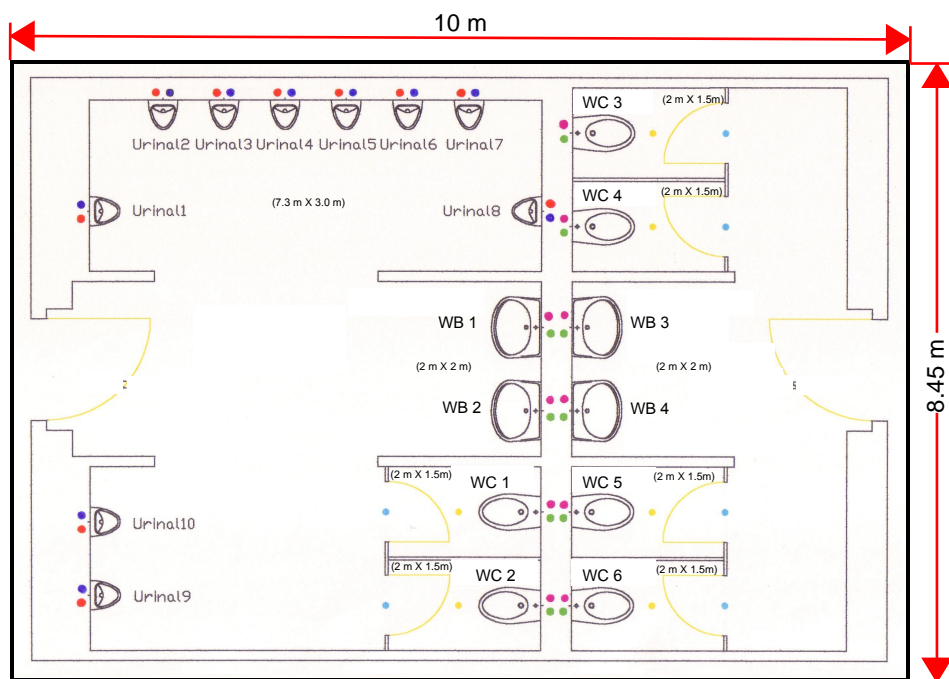 10 m
WC 3
(2 m X 1.5m)
Urinal2 Urinal3 Urinal4 Urinal5 Urinal6 Urinal7
WC 4
(2 m X 1.5m)
(7.3 m X 3.0 m)
Urinal1
Urinal8
WB 1
WB 3
(2 m X 2 m)
(2 m X 2 m)
8.45 m
WB 2
WB 4
(2 m X 1.5m)
WC 1
WC 5
(2 m X 1.5m)
Urinal10
(2 m X 1.5m)
WC 2
WC 6
(2 m X 1.5m)
Urinal9